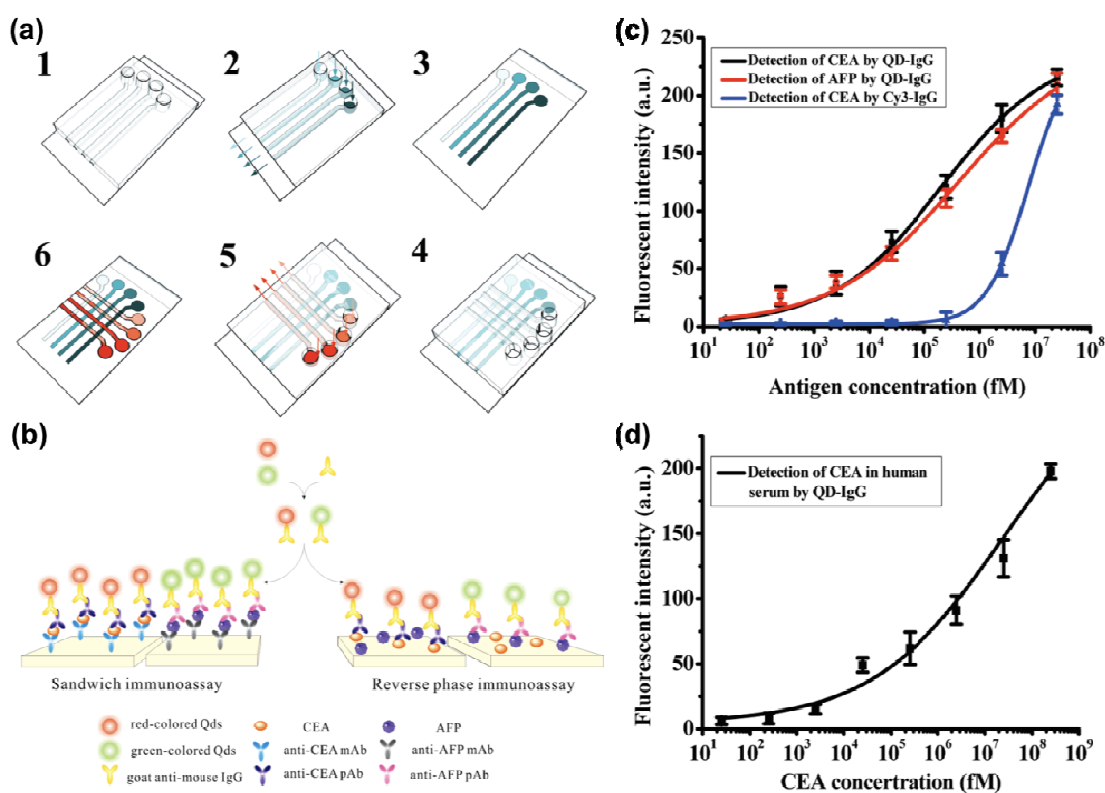 (a)
1
2
3
6
5
4
(b)
Sandwich immunoassay
Reverse phase immunoassay
red-colored Qds
CEA
AFP
green-colored Qds
anti-CEA mAb
anti-AFP mAb
goat anti-mouse IgG
anti-CEA pAb
anti-AFP pAb
(c)
Fluorescent intensity (a.u.)
250
200
150
100
50
0
Detection of CEA by QD-IgG
Detection of AFP by QD-IgG
Detection of CEA by Cy3-IgG
10¹ 10² 10³ 10⁴ 10⁵ 10⁶ 10⁷ 10⁸
Antigen concentration (fM)
(d)
Fluorescent intensity (a.u.)
200
150
100
50
0
Detection of CEA in human
serum by QD-IgG
10¹ 10² 10³ 10⁴ 10⁵ 10⁶ 10⁷ 10⁸ 10⁹
CEA concertration (fM)